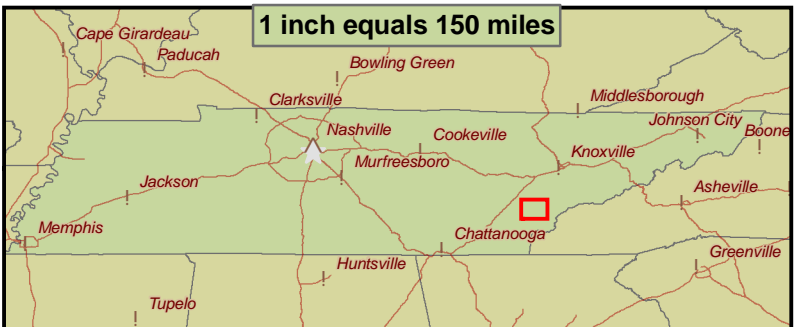 1 inch equals 150 miles
Cape Girardeau
Paducah
Bowling Green
Clarksville
Middlesborough
Nashville
Cookeville
Johnson City
Boone
Murfreesboro
Knoxville
Jackson
Asheville
Memphis
Chattanooga
Huntsville
Greenville
Tupelo